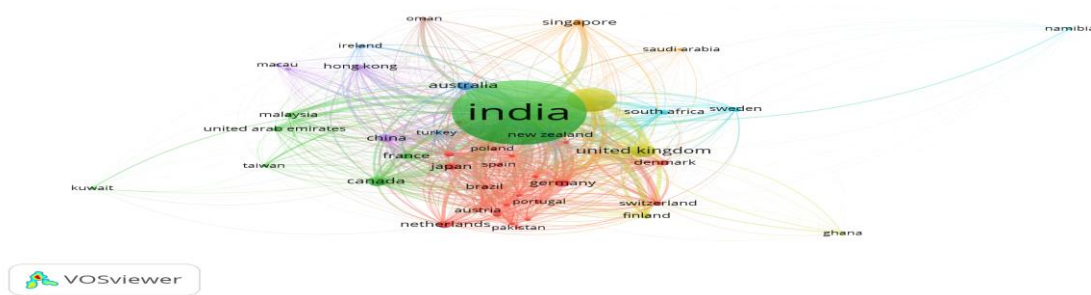 oman
singapore
namibia
ireland
saudi arabia
macau
hong kong
australia
india
malaysia
south africa
sweden
united arab emirates
china
turkey
new zealand
poland
united kingdom
taiwan
france
japan
spain
denmark
kuwait
canada
brazil
germany
portugal
switzerland
austria
finland
netherlands
pakistan
ghana
VOSviewer